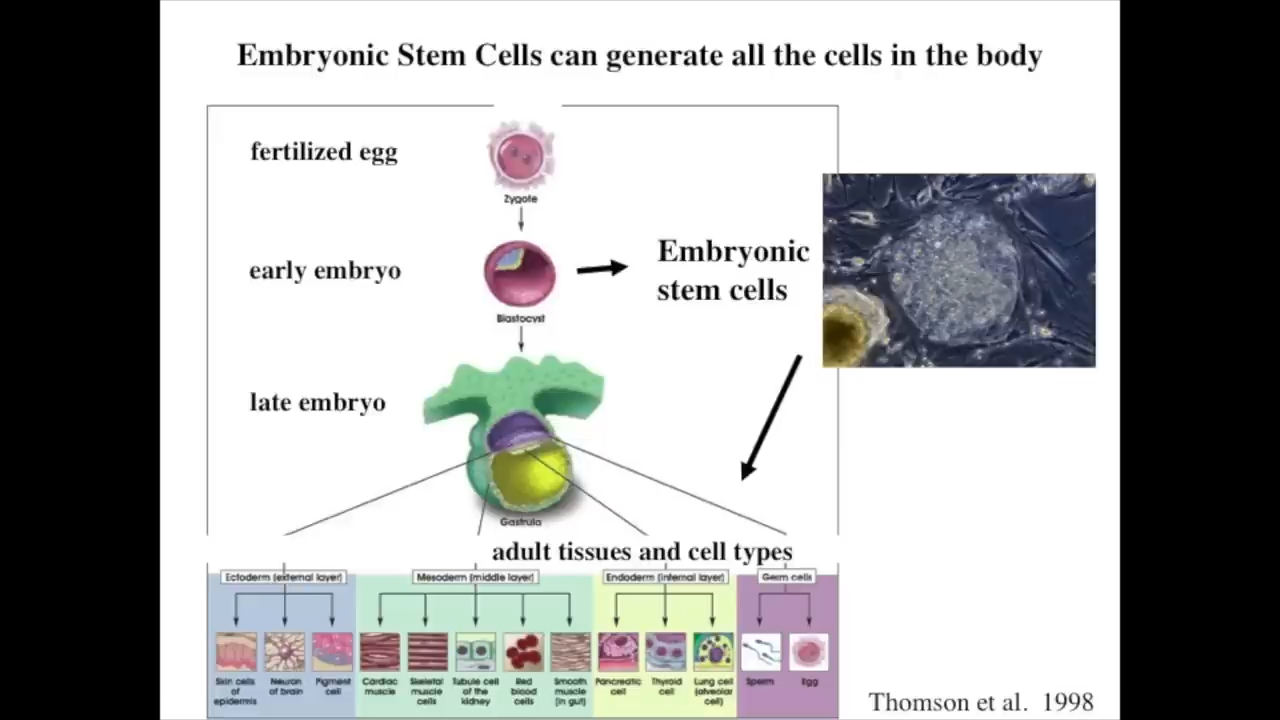 Embryonic Stem Cells can generate all the cells in the body
fertilized egg
Zygote
early embryo
Embryonic
stem cells
Blastocyst
late embryo
Gastrula
adult tissues and cell types
Ectoderm (external layer)
Mesoderm (middle layer)
Endoderm (internal layer)
Germ cells
Skin cells
of
epidermis
Neuron
of brain
Pigment
cell
Cardiac
muscle
Skeletal
muscle
cells
Tubule cell
of the
kidney
Red
blood
cells
Smooth
muscle
(in gut)
Pancreatic
cell
Thyroid
cell
Lung cell
(alveolar
cell)
Sperm
Egg
Thomson et al. 1998